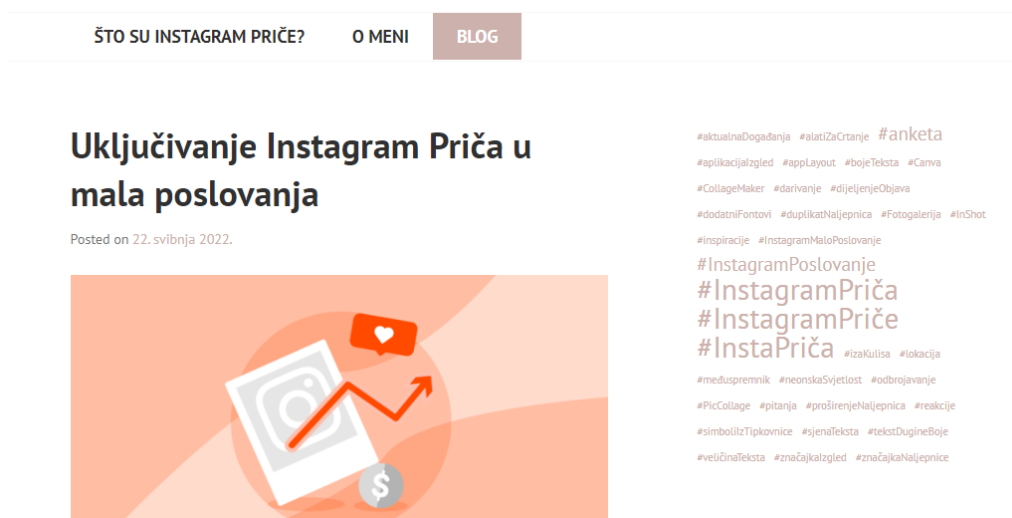 ŠTO SU INSTAGRAM PRIČE? O MENI BLOG
Uključivanje Instagram Priča u
mala poslovanja
Posted on 22. svibnja 2022.
$
#aktualnaDogađanja #alatiZaCrtanje #anketa
#aplikacijaIzgled #appLayout #bojeTeksta #Canva
#CollageMaker #darivanje #dijeljenjeObjava
#dodatniFontovi #duplikatNaljepnica #Fotogalerija #InShot
#inspiracije #InstagramMaloPoslovanje
#InstagramPoslovanje
#InstagramPriča
#InstagramPriče
#InstaPriča #izaKulisa #lokacija
#međuspremnik #neonskaSvjetlost #odbrojavanje
#PicCollage #pitanja #proširenjeNaljepnica #reakcije
#simboliIzTipkovnice #sjenaTeksta #tekstDugineBoje
#veličinaTeksta #značajkaIzgled #značajkaNaljepnice